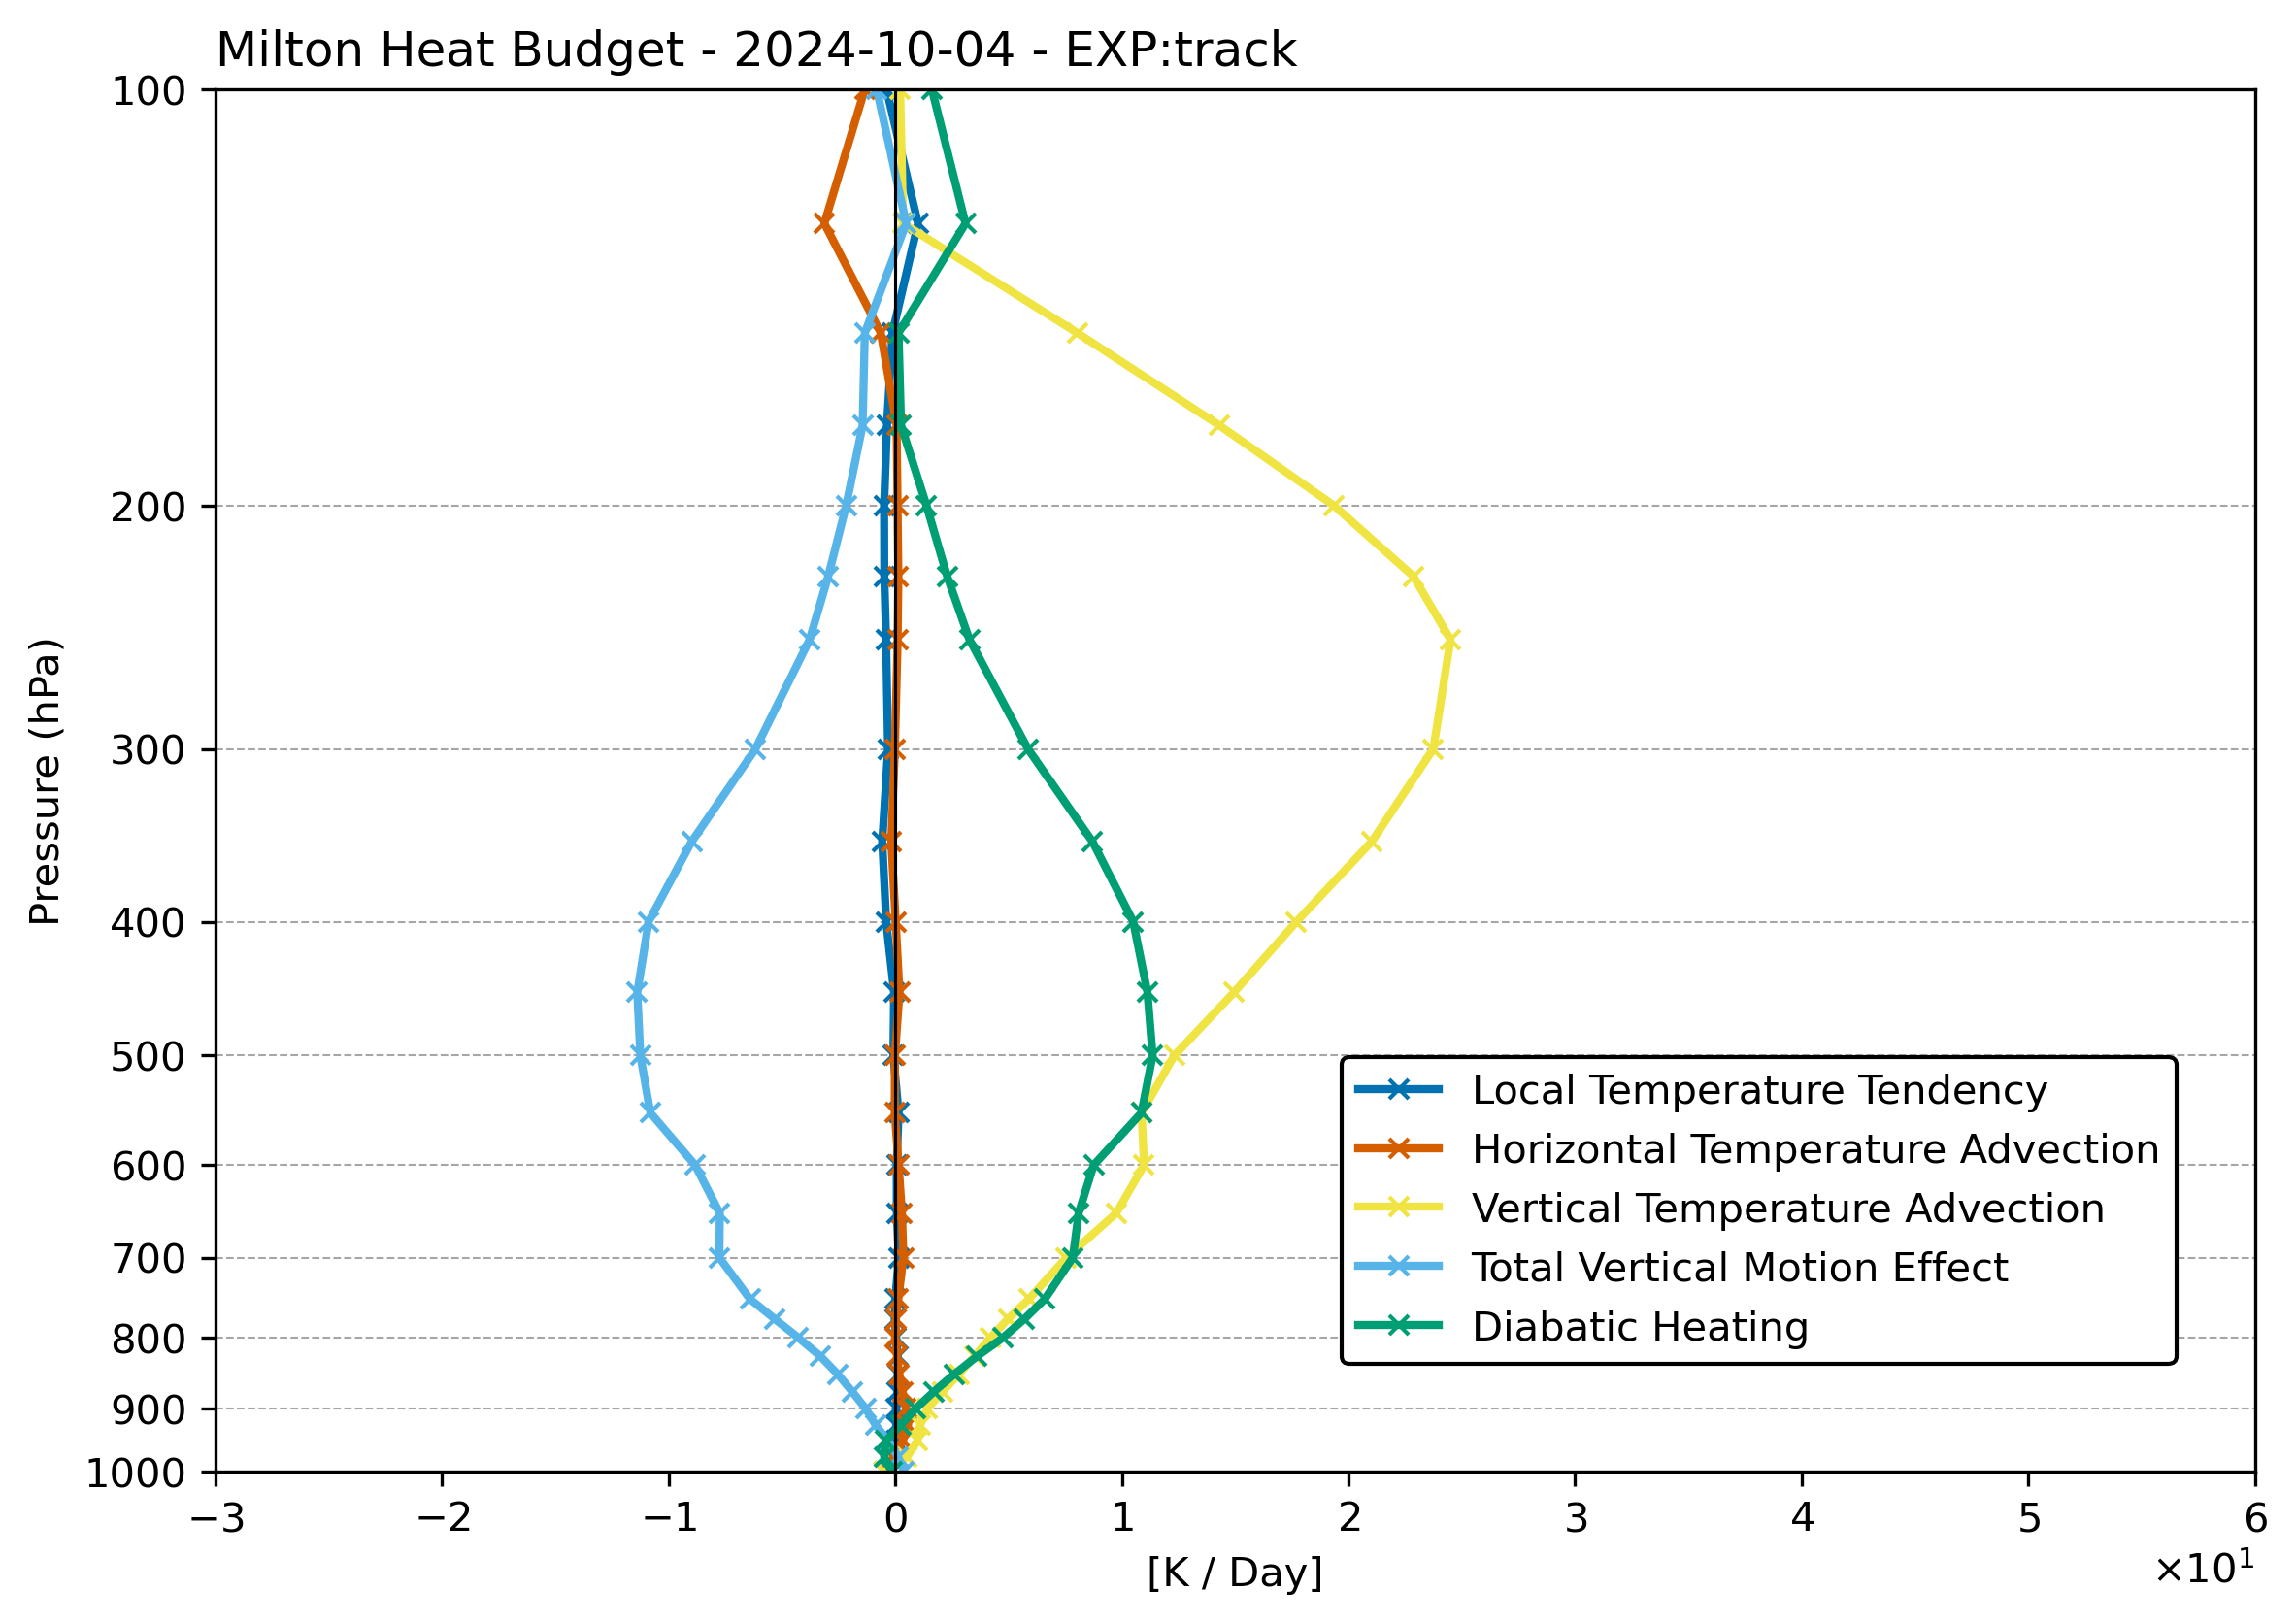 Milton Heat Budget - 2024-10-04 - EXP:track
100
200
300
400
500
600
700
800
900
1000
Pressure (hPa)
Local Temperature Tendency
Horizontal Temperature Advection
Vertical Temperature Advection
Total Vertical Motion Effect
Diabatic Heating
−3 −2 −1 0 1 2 3 4 5 6
[K / Day]
×10¹